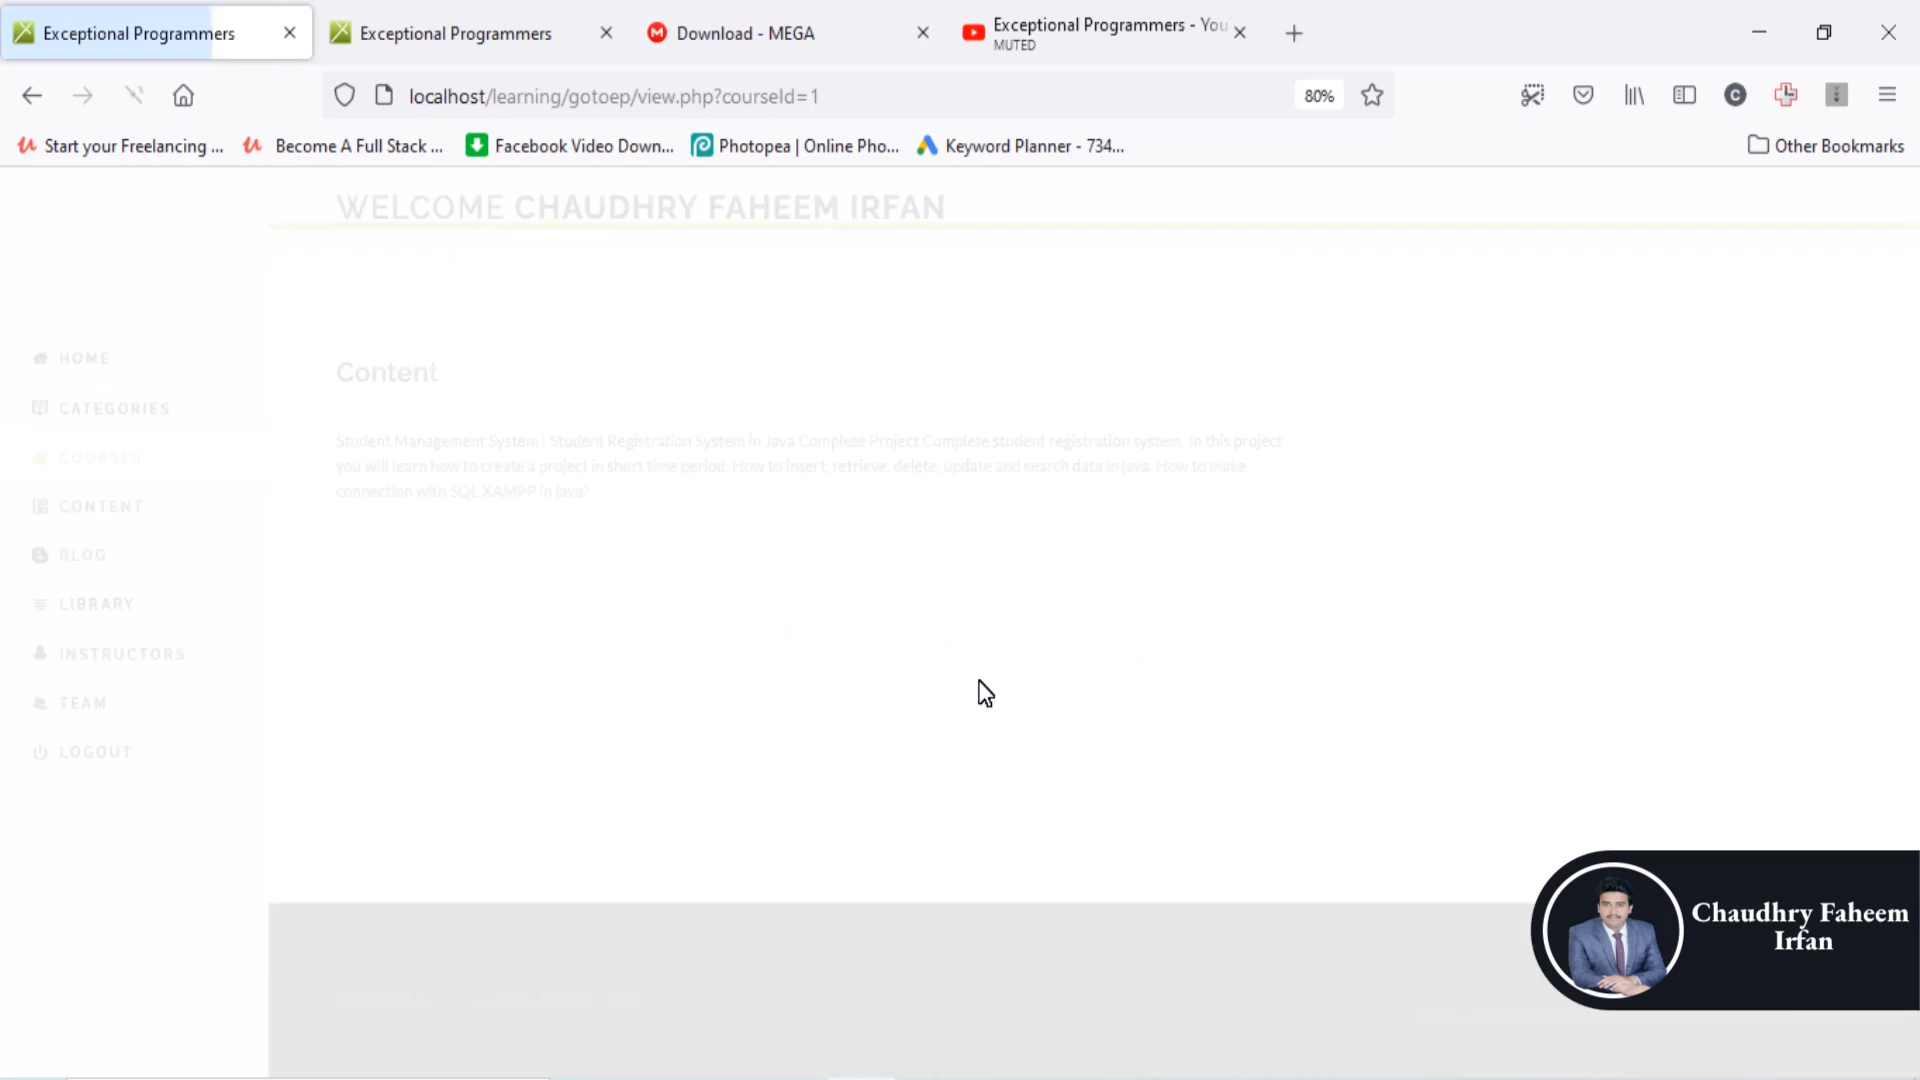 Exceptional Programmers
Exceptional Programmers
Download - MEGA
Exceptional Programmers - You
MUTED
localhost/learning/gotoep/view.php?courseId=1
80%
Start your Freelancing ...
Become A Full Stack ...
Facebook Video Down...
Photopea | Online Pho...
Keyword Planner - 734...
Other Bookmarks
WELCOME CHAUDHRY FAHEEM IRFAN
HOME
CATEGORIES
COURSES
CONTENT
BLOG
LIBRARY
INSTRUCTORS
TEAM
LOGOUT
Content
Student Management System | Student Registration System in Java Complete Project Complete student registration system. In this project
you will learn how to create a project in short time period. How to insert, retrieve, delete, update and search data in java. How to make
connection with SQL XAMPP in java?
Chaudhry Faheem
Irfan